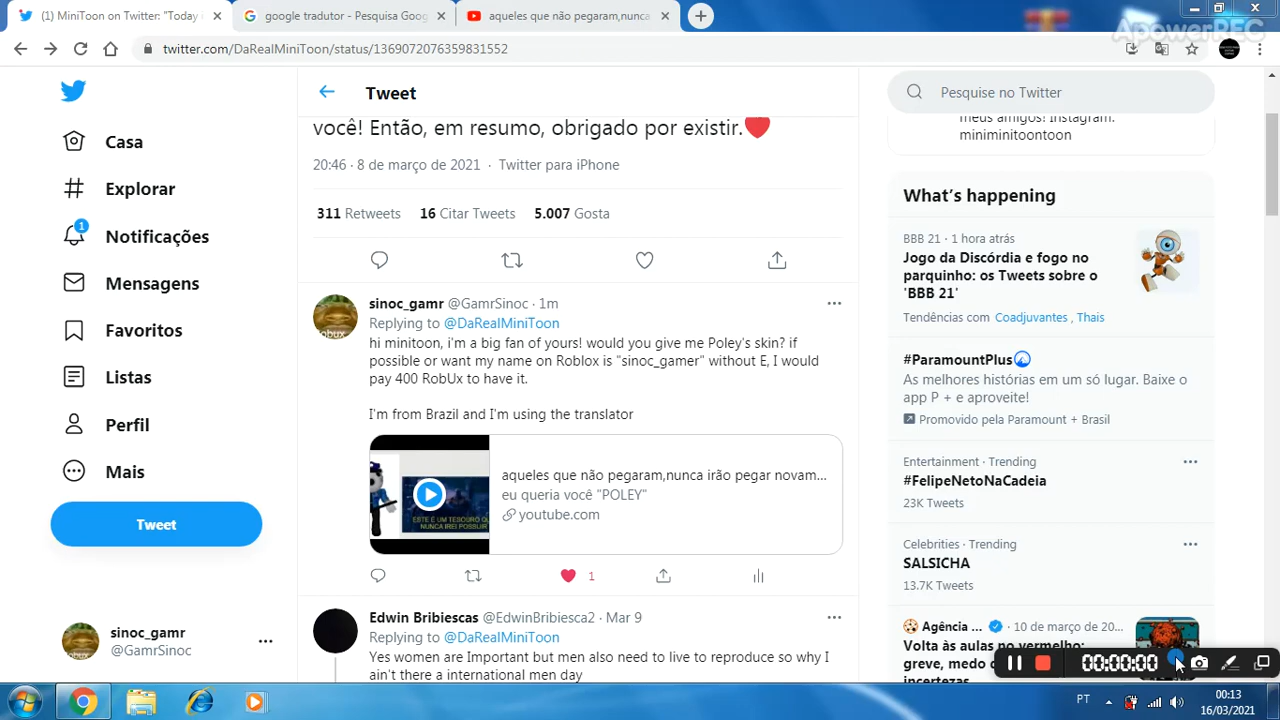 (1) MiniToon on Twitter: "Today
google tradutor - Pesquisa Goog
aqueles que não pegaram,nunca
ApowerREC
twitter.com/DaRealMiniToon/status/1369072076359831552
Casa
Explorar
1
Notificações
Mensagens
Favoritos
Listas
Perfil
Mais
Tweet
sinoc_gamr
@GamrSinoc
Tweet
você! Então, em resumo, obrigado por existir.❤
20:46 · 8 de março de 2021 · Twitter para iPhone
311 Retweets 16 Citar Tweets 5.007 Gosta
sinoc_gamr @GamrSinoc · 1m
Replying to @DaRealMiniToon
hi minitoon, i'm a big fan of yours! would you give me Poley's skin? if
possible or want my name on Roblox is "sinoc_gamer" without E, I would
pay 400 RobUx to have it.
I'm from Brazil and I'm using the translator
ESTE É UM TESOURO QU
NUNCA IREI POSSUIR
aqueles que não pegaram,nunca irão pegar novam...
eu queria você "POLEY"
youtube.com
1
Edwin Bribiescas @EdwinBribiesca2 · Mar 9
Replying to @DaRealMiniToon
Yes women are Important but men also need to live to reproduce so why I
ain't there a international men day
Pesquise no Twitter
meus amigos! Instagram:
miniminitoontoon
What's happening
BBB 21 · 1 hora atrás
Jogo da Discórdia e fogo no
parquinho: os Tweets sobre o
'BBB 21'
Tendências com Coadjuvantes , Thais
#ParamountPlus
As melhores histórias em um só lugar. Baixe o
app P + e aproveite!
Promovido pela Paramount + Brasil
Entertainment · Trending
#FelipeNetoNaCadeia
23K Tweets
Celebrities · Trending
SALSICHA
13.7K Tweets
Agência ... · 10 de março de 20...
Volta às aulas no vermelho:
greve, medo
incertezas
00:00:00
PT
00:13
16/03/2021